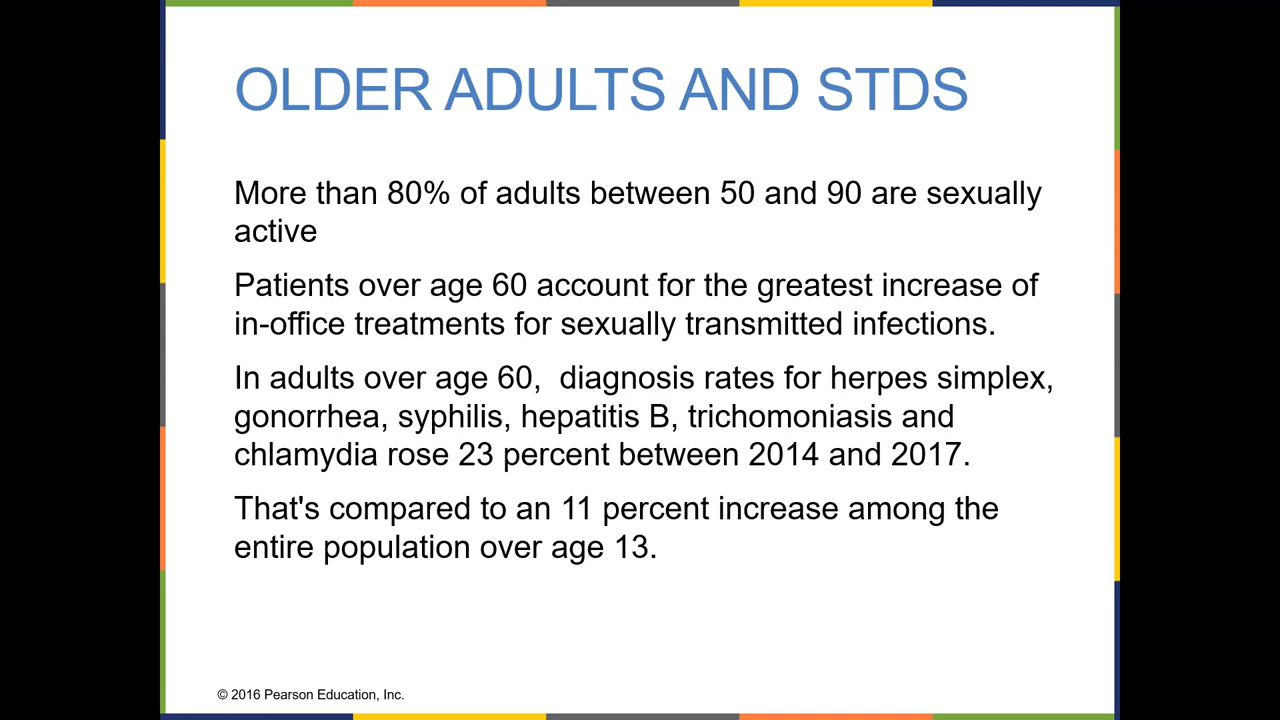 OLDER ADULTS AND STDS
More than 80% of adults between 50 and 90 are sexually
active
Patients over age 60 account for the greatest increase of
in-office treatments for sexually transmitted infections.
In adults over age 60,  diagnosis rates for herpes simplex,
gonorrhea, syphilis, hepatitis B, trichomoniasis and
chlamydia rose 23 percent between 2014 and 2017.
That's compared to an 11 percent increase among the
entire population over age 13.
© 2016 Pearson Education, Inc.